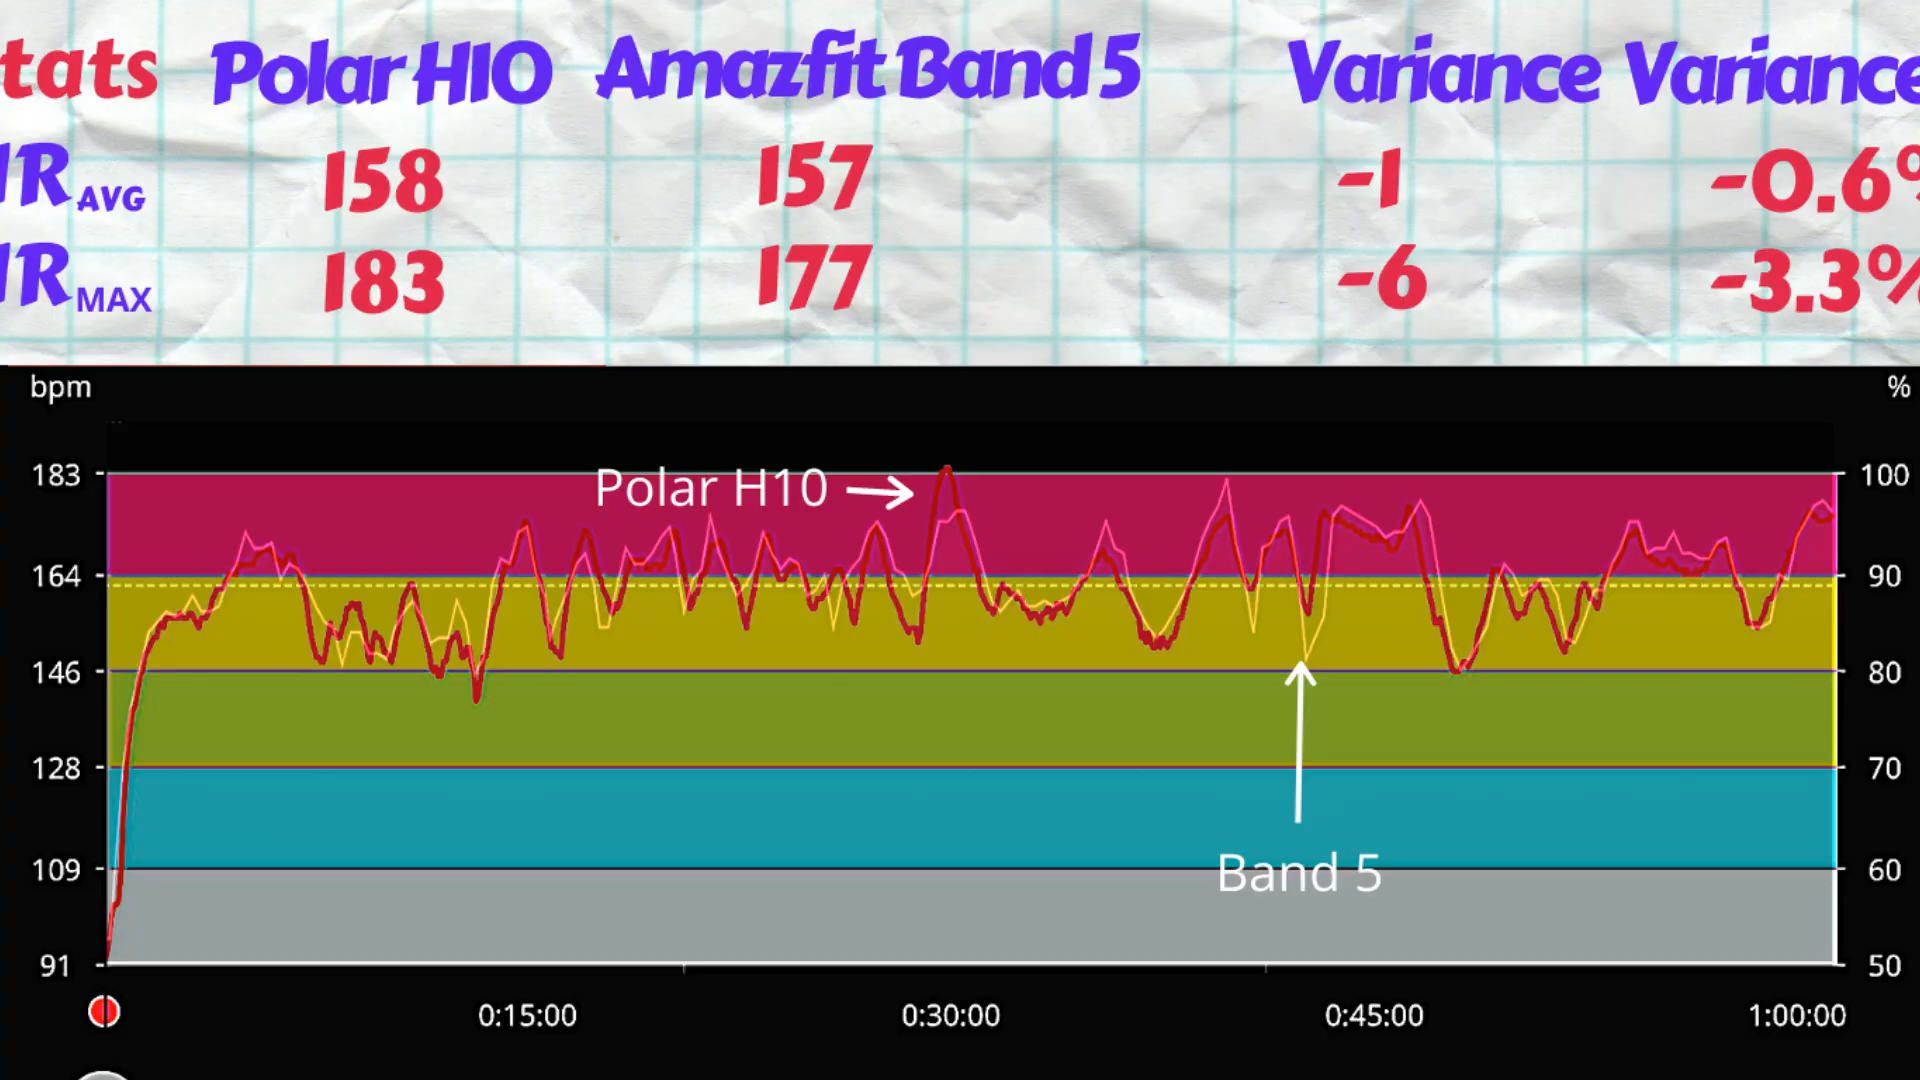 tats Polar H10 Amazfit Band 5 Variance Variance
HR AVG 158 157 -1 -0.6%
HR MAX 183 177 -6 -3.3%
bpm %
183 Polar H10 100
164 90
146 80
128 70
109 Band 5 60
91 50
0:15:00 0:30:00 0:45:00 1:00:00